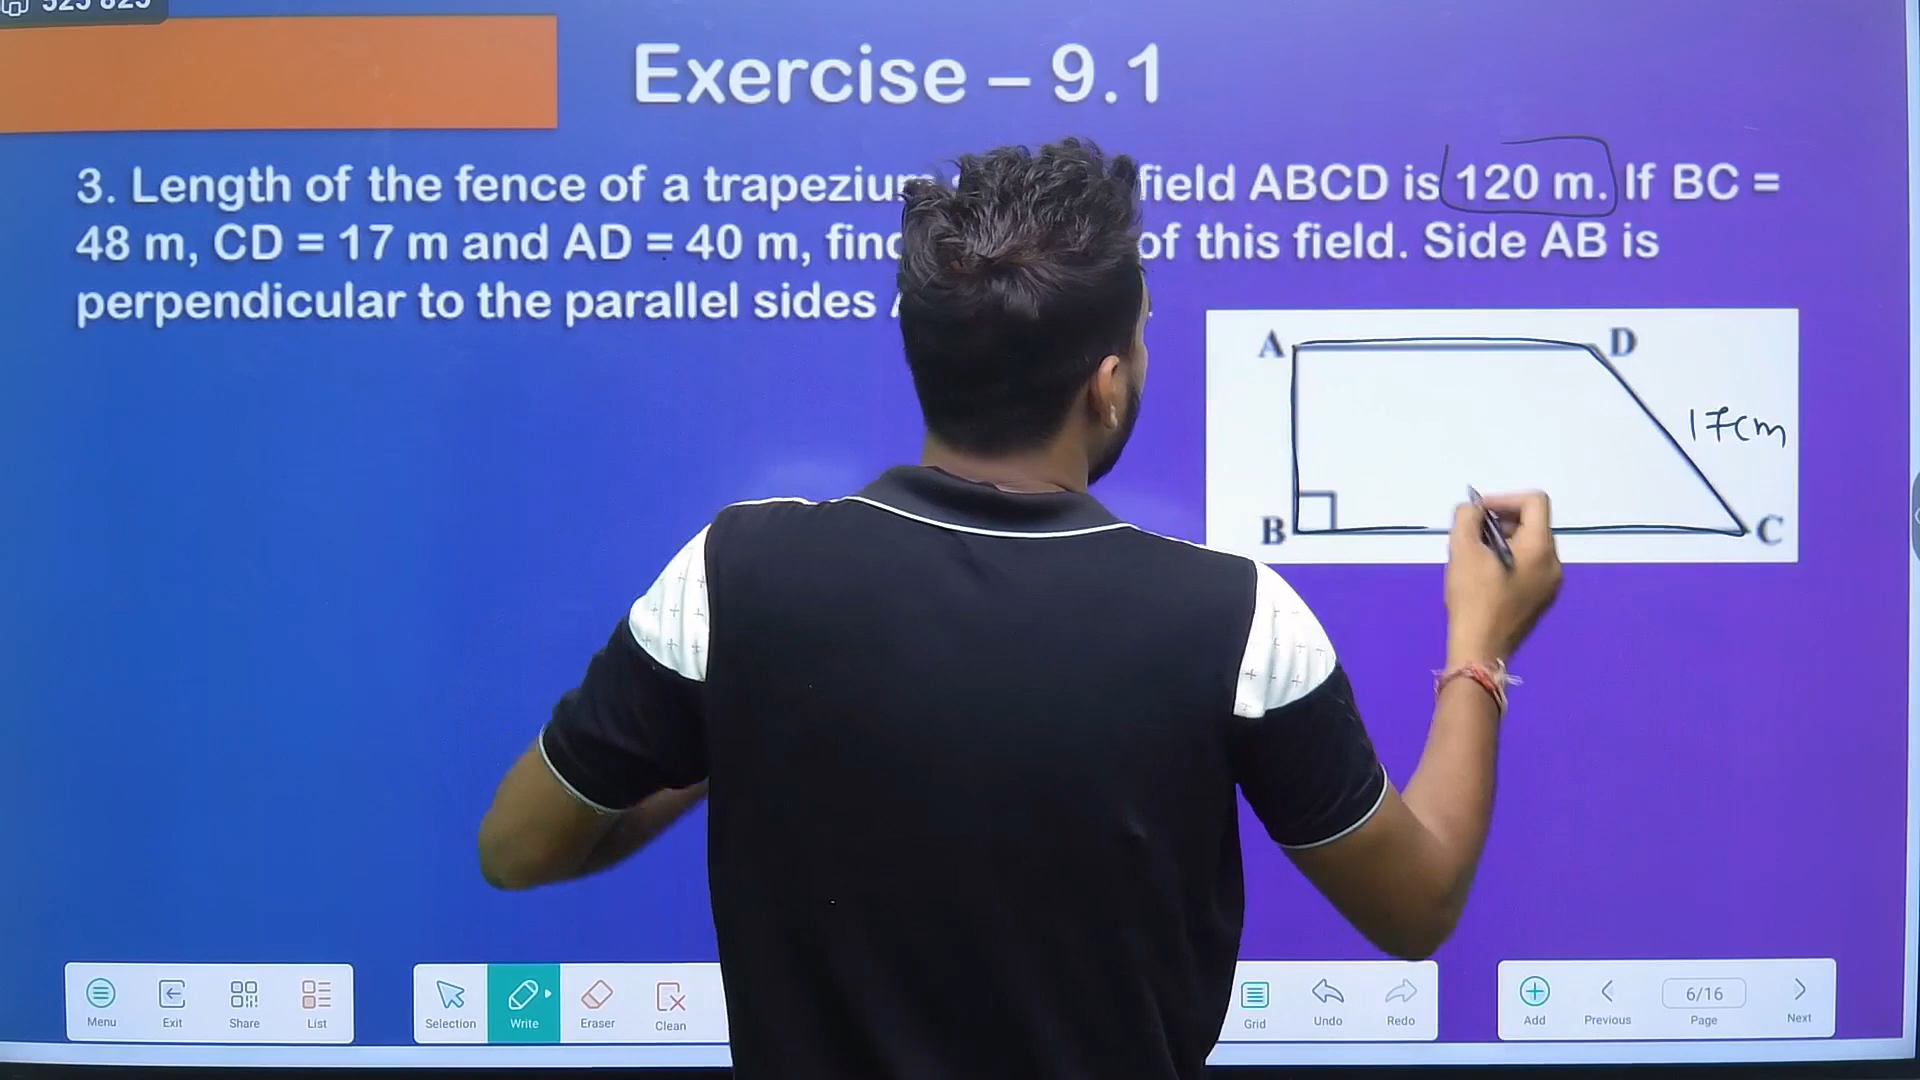 525 825
Exercise – 9.1
3. Length of the fence of a field ABCD is 120 m. If BC =
48 m, CD = 17 m and AD = 40 m, of this field. Side AB is
perpendicular to the parallel sides
A D
17cm
B C
Menu Exit Share List Selection Write Eraser Clean Grid Undo Redo Add Previous Page Next
6/16